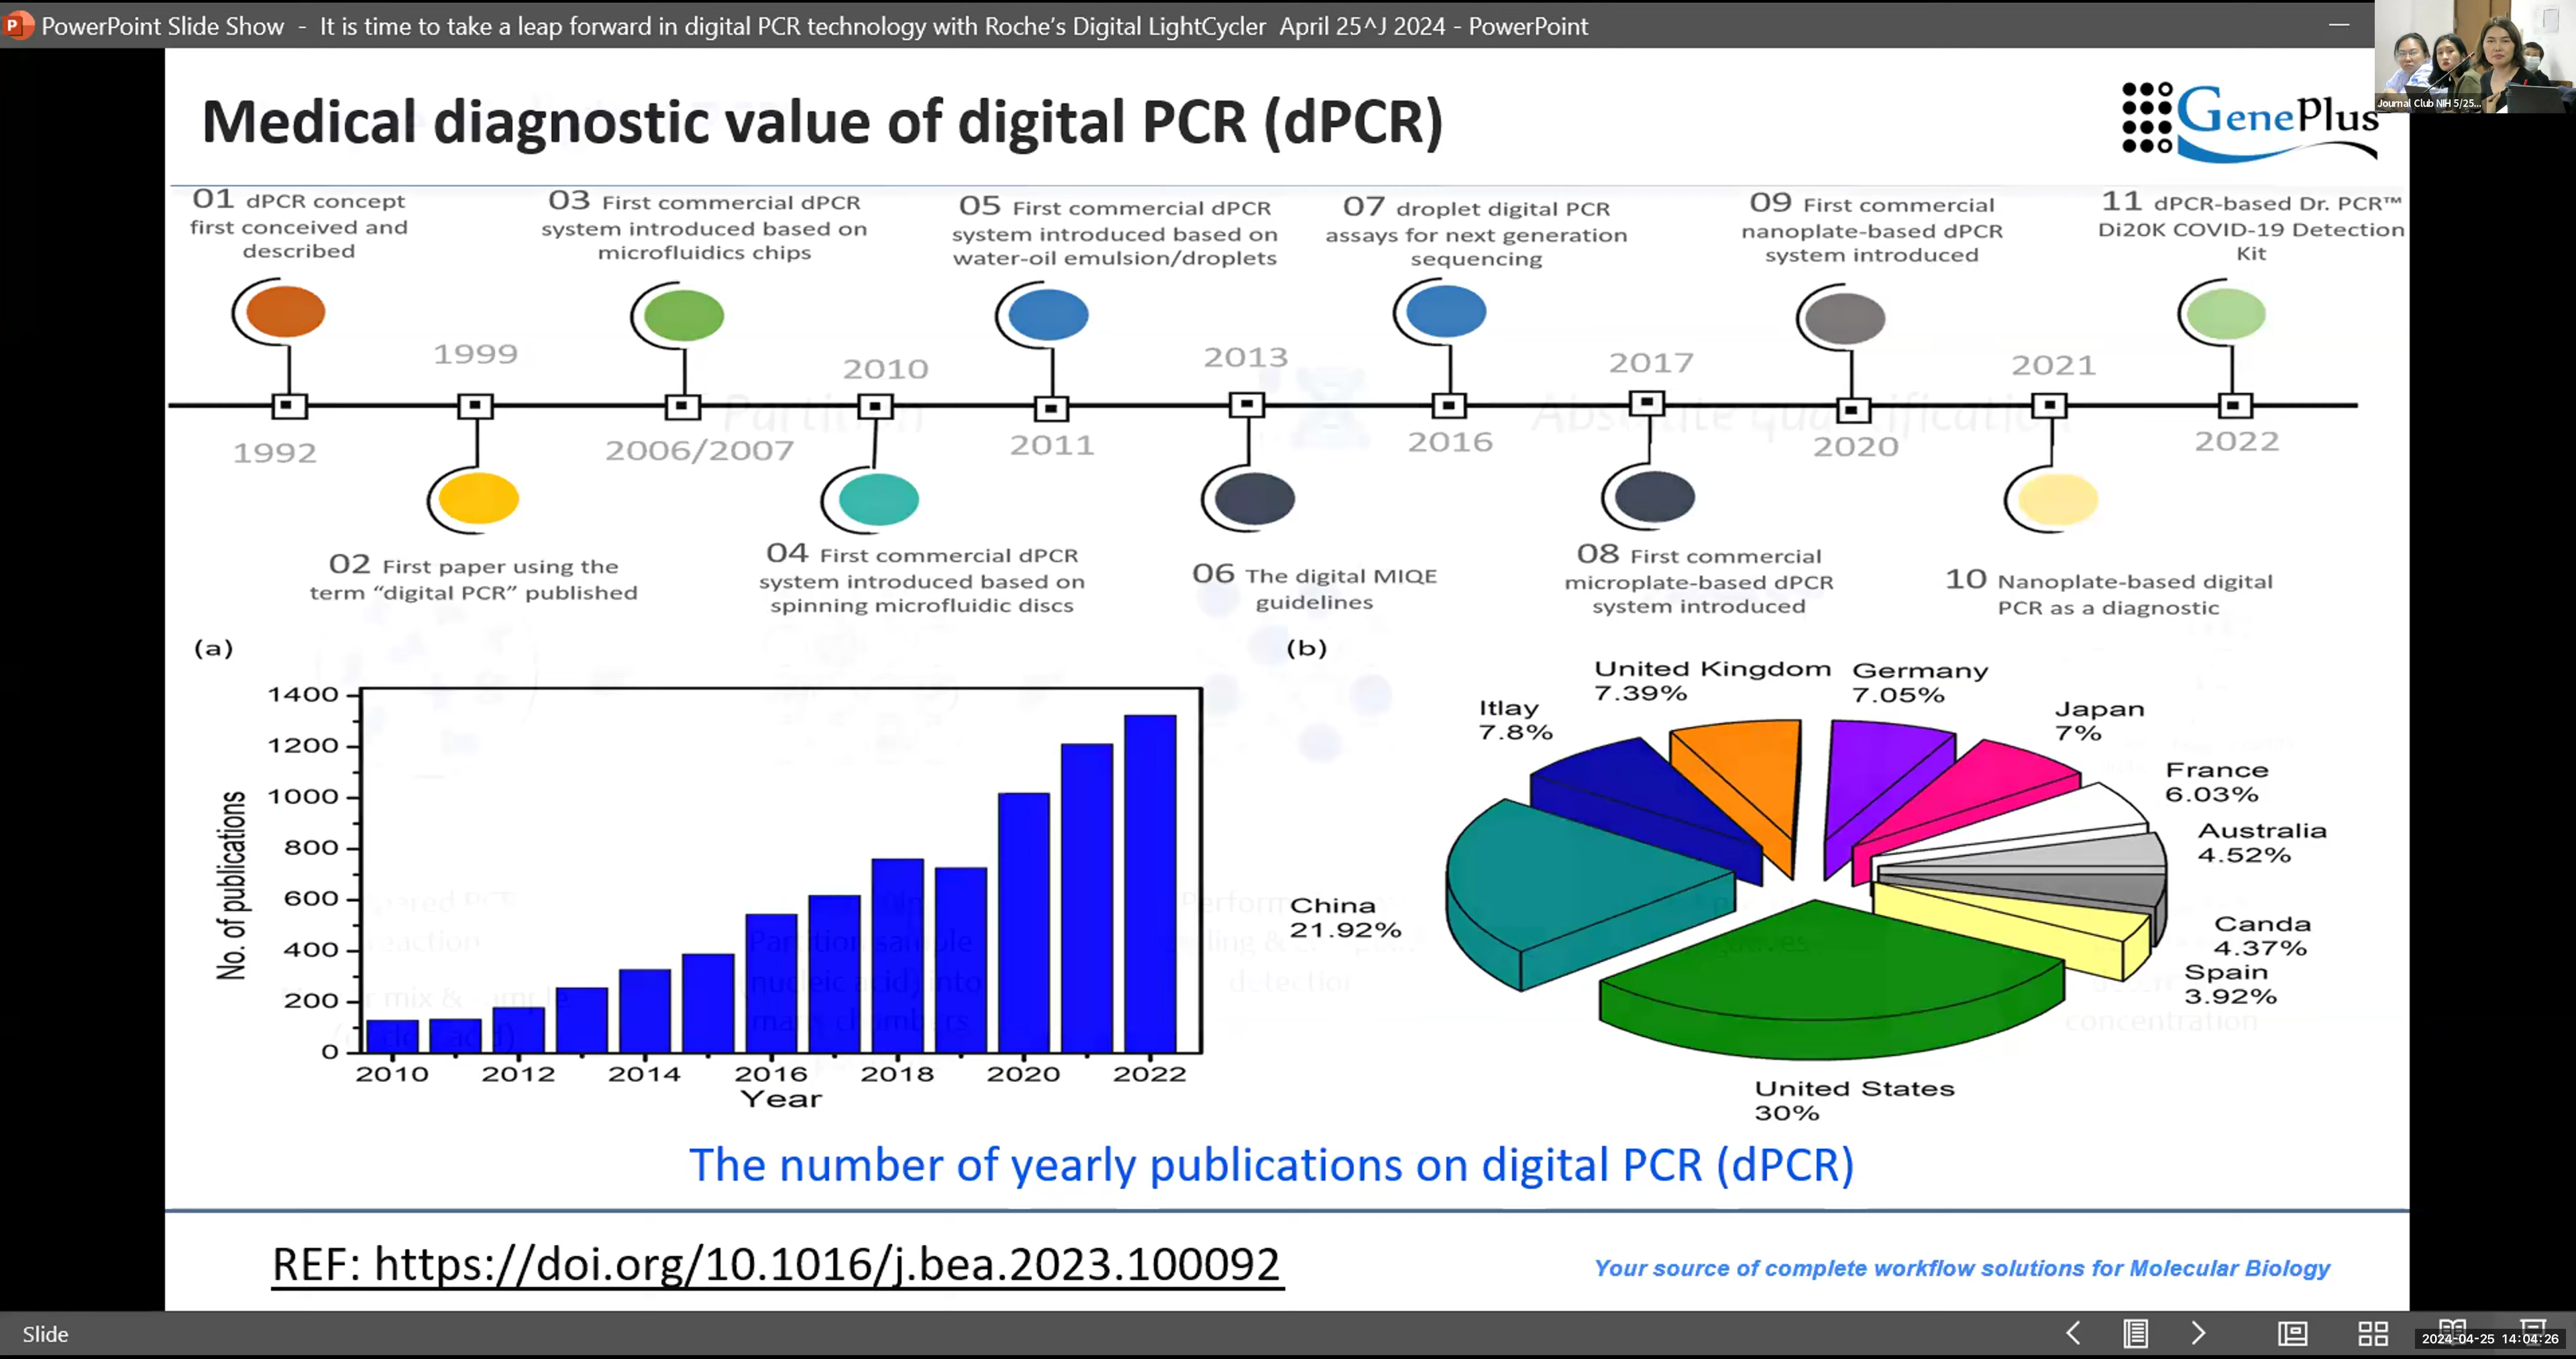 PowerPoint Slide Show - It is time to take a leap forward in digital PCR technology with Roche's Digital LightCycler April 25^J 2024 - PowerPoint
Journal Club NIH 5/25...
Medical diagnostic value of digital PCR (dPCR)
GenePlus
01 dPCR concept
first conceived and
described
03 First commercial dPCR
system introduced based on
microfluidics chips
05 First commercial dPCR
system introduced based on
water-oil emulsion/droplets
07 droplet digital PCR
assays for next generation
sequencing
09 First commercial
nanoplate-based dPCR
system introduced
11 dPCR-based Dr. PCR™
Di20K COVID-19 Detection
Kit
1999
2010
2013
2017
2021
1992
2006/2007
2011
2016
2020
2022
Partition
Absolute quantification
02 First paper using the
term “digital PCR” published
04 First commercial dPCR
system introduced based on
spinning microfluidic discs
06 The digital MIQE
guidelines
08 First commercial
microplate-based dPCR
system introduced
10 Nanoplate-based digital
PCR as a diagnostic
(a)
1400
1200
1000
800
600
400
200
0
No. of publications
2010 2012 2014 2016 2018 2020 2022
Year
(b)
United Kingdom
7.39%
Germany
7.05%
Itlay
7.8%
Japan
7%
France
6.03%
Australia
4.52%
China
21.92%
Canda
4.37%
Spain
3.92%
United States
30%
Partition sample
into
detection
concentration
The number of yearly publications on digital PCR (dPCR)
REF: https://doi.org/10.1016/j.bea.2023.100092
Your source of complete workflow solutions for Molecular Biology
Slide
2024-04-25 14:04:26